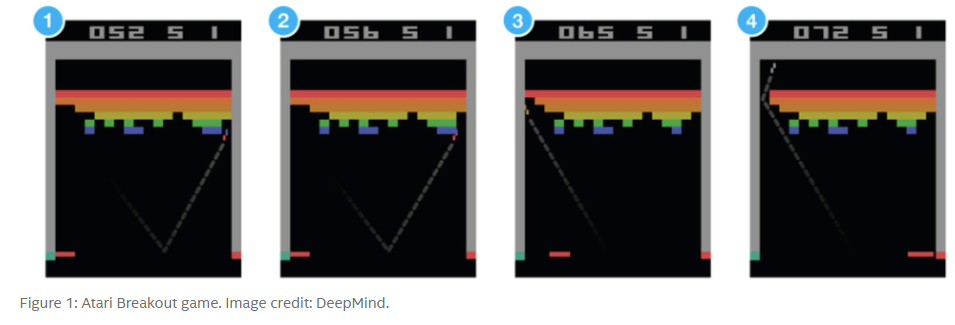 1 2 3 4
052 5 1 056 5 1 065 5 1 072 5 1
Figure 1: Atari Breakout game. Image credit: DeepMind.